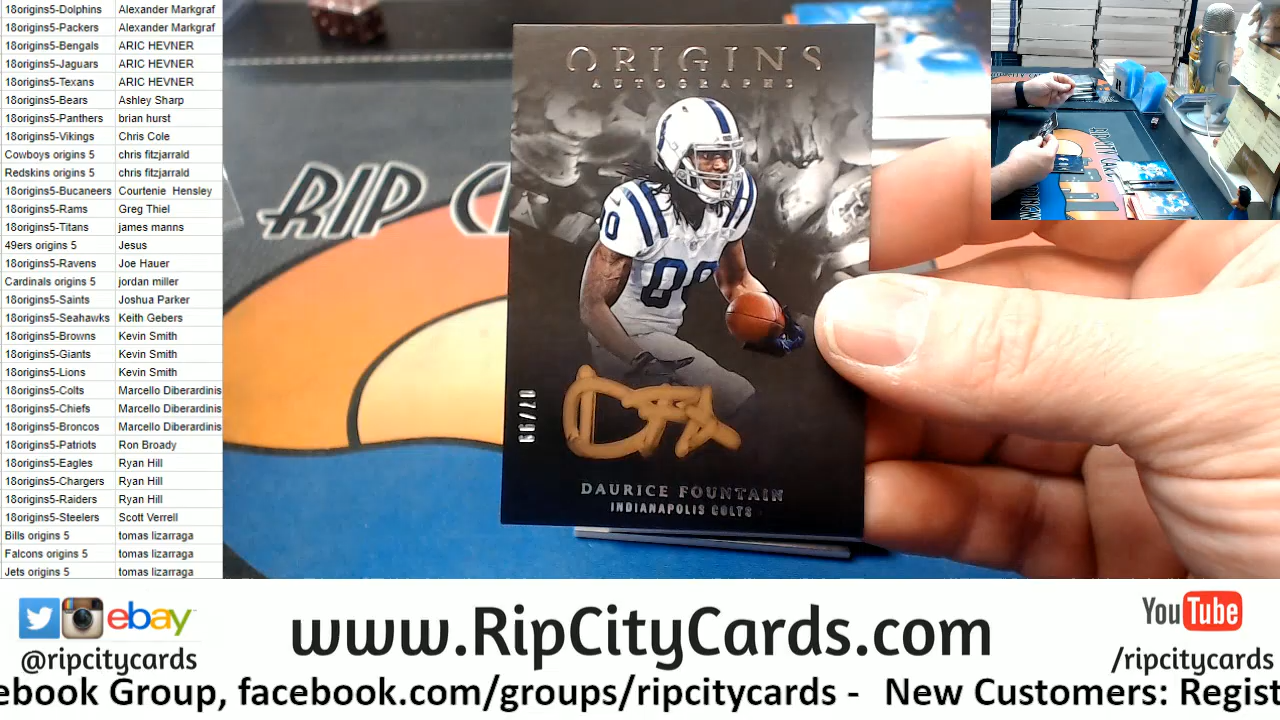 18origins5-Dolphins Alexander Markgraf
18origins5-Packers Alexander Markgraf
18origins5-Bengals ARIC HEVNER
18origins5-Jaguars ARIC HEVNER
18origins5-Texans ARIC HEVNER
18origins5-Bears Ashley Sharp
18origins5-Panthers brian hurst
18origins5-Vikings Chris Cole
Cowboys origins 5 chris fitzjarrald
Redskins origins 5 chris fitzjarrald
18origins5-Bucaneers Courtenie Hensley
18origins5-Rams Greg Thiel
18origins5-Titans james manns
49ers origins 5 Jesus
18origins5-Ravens Joe Hauer
Cardinals origins 5 jordan miller
18origins5-Saints Joshua Parker
18origins5-Seahawks Keith Gebers
18origins5-Browns Kevin Smith
18origins5-Giants Kevin Smith
18origins5-Lions Kevin Smith
18origins5-Colts Marcello Diberardinis
18origins5-Chiefs Marcello Diberardinis
18origins5-Broncos Marcello Diberardinis
18origins5-Patriots Ron Broady
18origins5-Eagles Ryan Hill
18origins5-Chargers Ryan Hill
18origins5-Raiders Ryan Hill
18origins5-Steelers Scott Verrell
Bills origins 5 tomas lizarraga
Falcons origins 5 tomas lizarraga
Jets origins 5 tomas lizarraga
RIP C
ORIGINS
AUTOGRAPHS
07/99
DAURICE FOUNTAIN
INDIANAPOLIS COLTS
ebay
@ripcitycards
www.RipCityCards.com
YouTube
/ripcitycards
ebook Group, facebook.com/groups/ripcitycards - New Customers: Regist